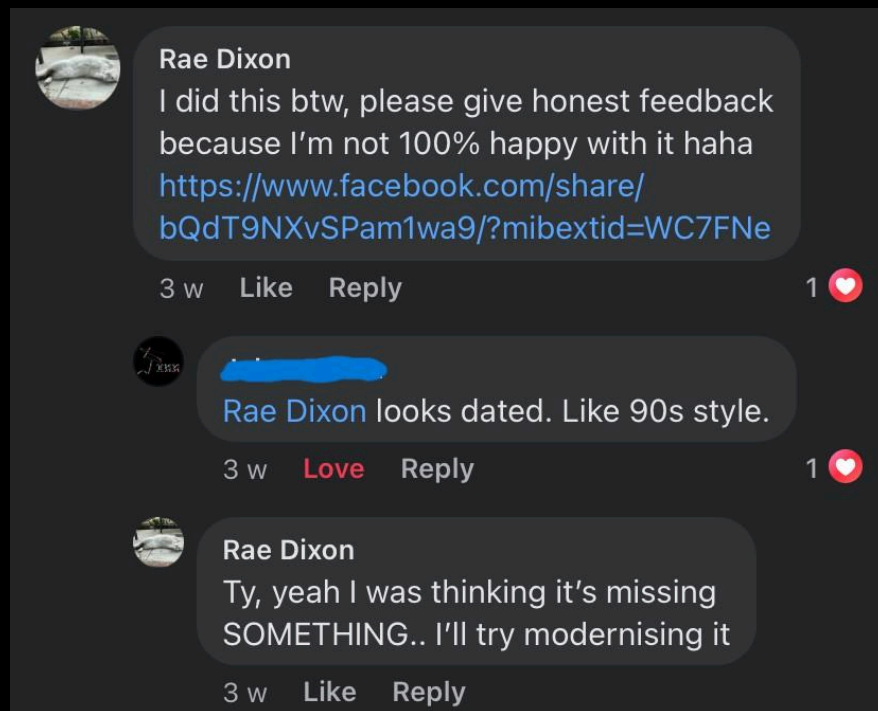 Rae Dixon
I did this btw, please give honest feedback
because I'm not 100% happy with it haha
https://www.facebook.com/share/
bQdT9NXvSPam1wa9/?mibextid=WC7FNe
3 w Like Reply 1
Rae Dixon looks dated. Like 90s style.
3 w Love Reply 1
Rae Dixon
Ty, yeah I was thinking it's missing
SOMETHING.. I'll try modernising it
3 w Like Reply